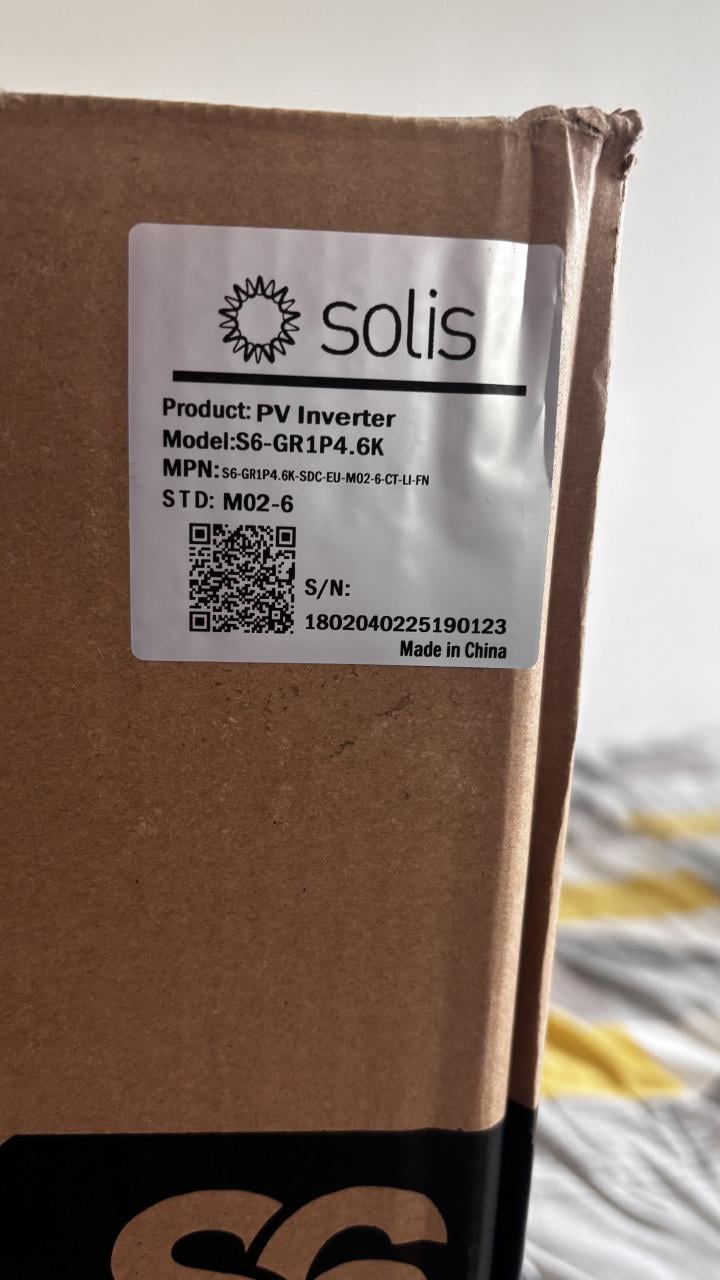 solis
Product: PV Inverter
Model:S6-GR1P4.6K
MPN:S6-GR1P4.6K-SDC-EU-M02-6-CT-LI-FN
STD: M02-6
S/N:
1802040225190123
Made in China
S6